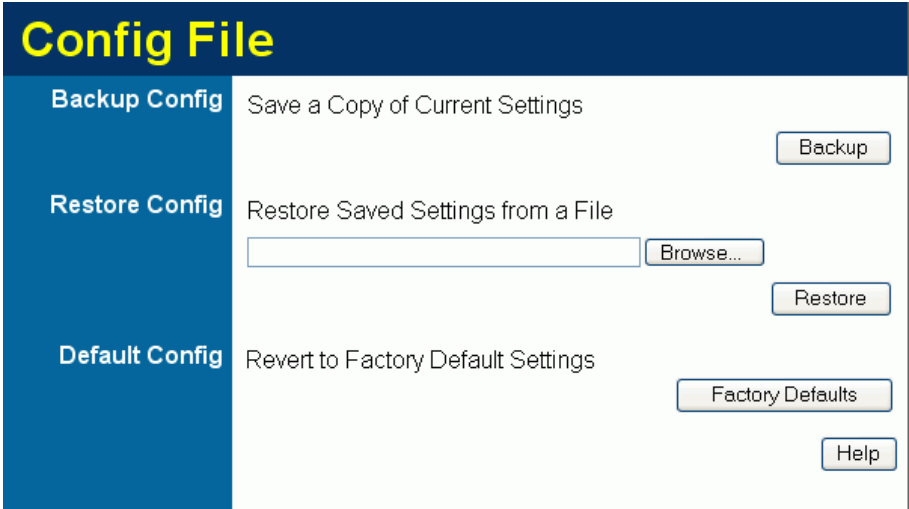 Config File
Backup Config
Save a Copy of Current Settings
Backup
Restore Config
Restore Saved Settings from a File
Browse...
Restore
Default Config
Revert to Factory Default Settings
Factory Defaults
Help